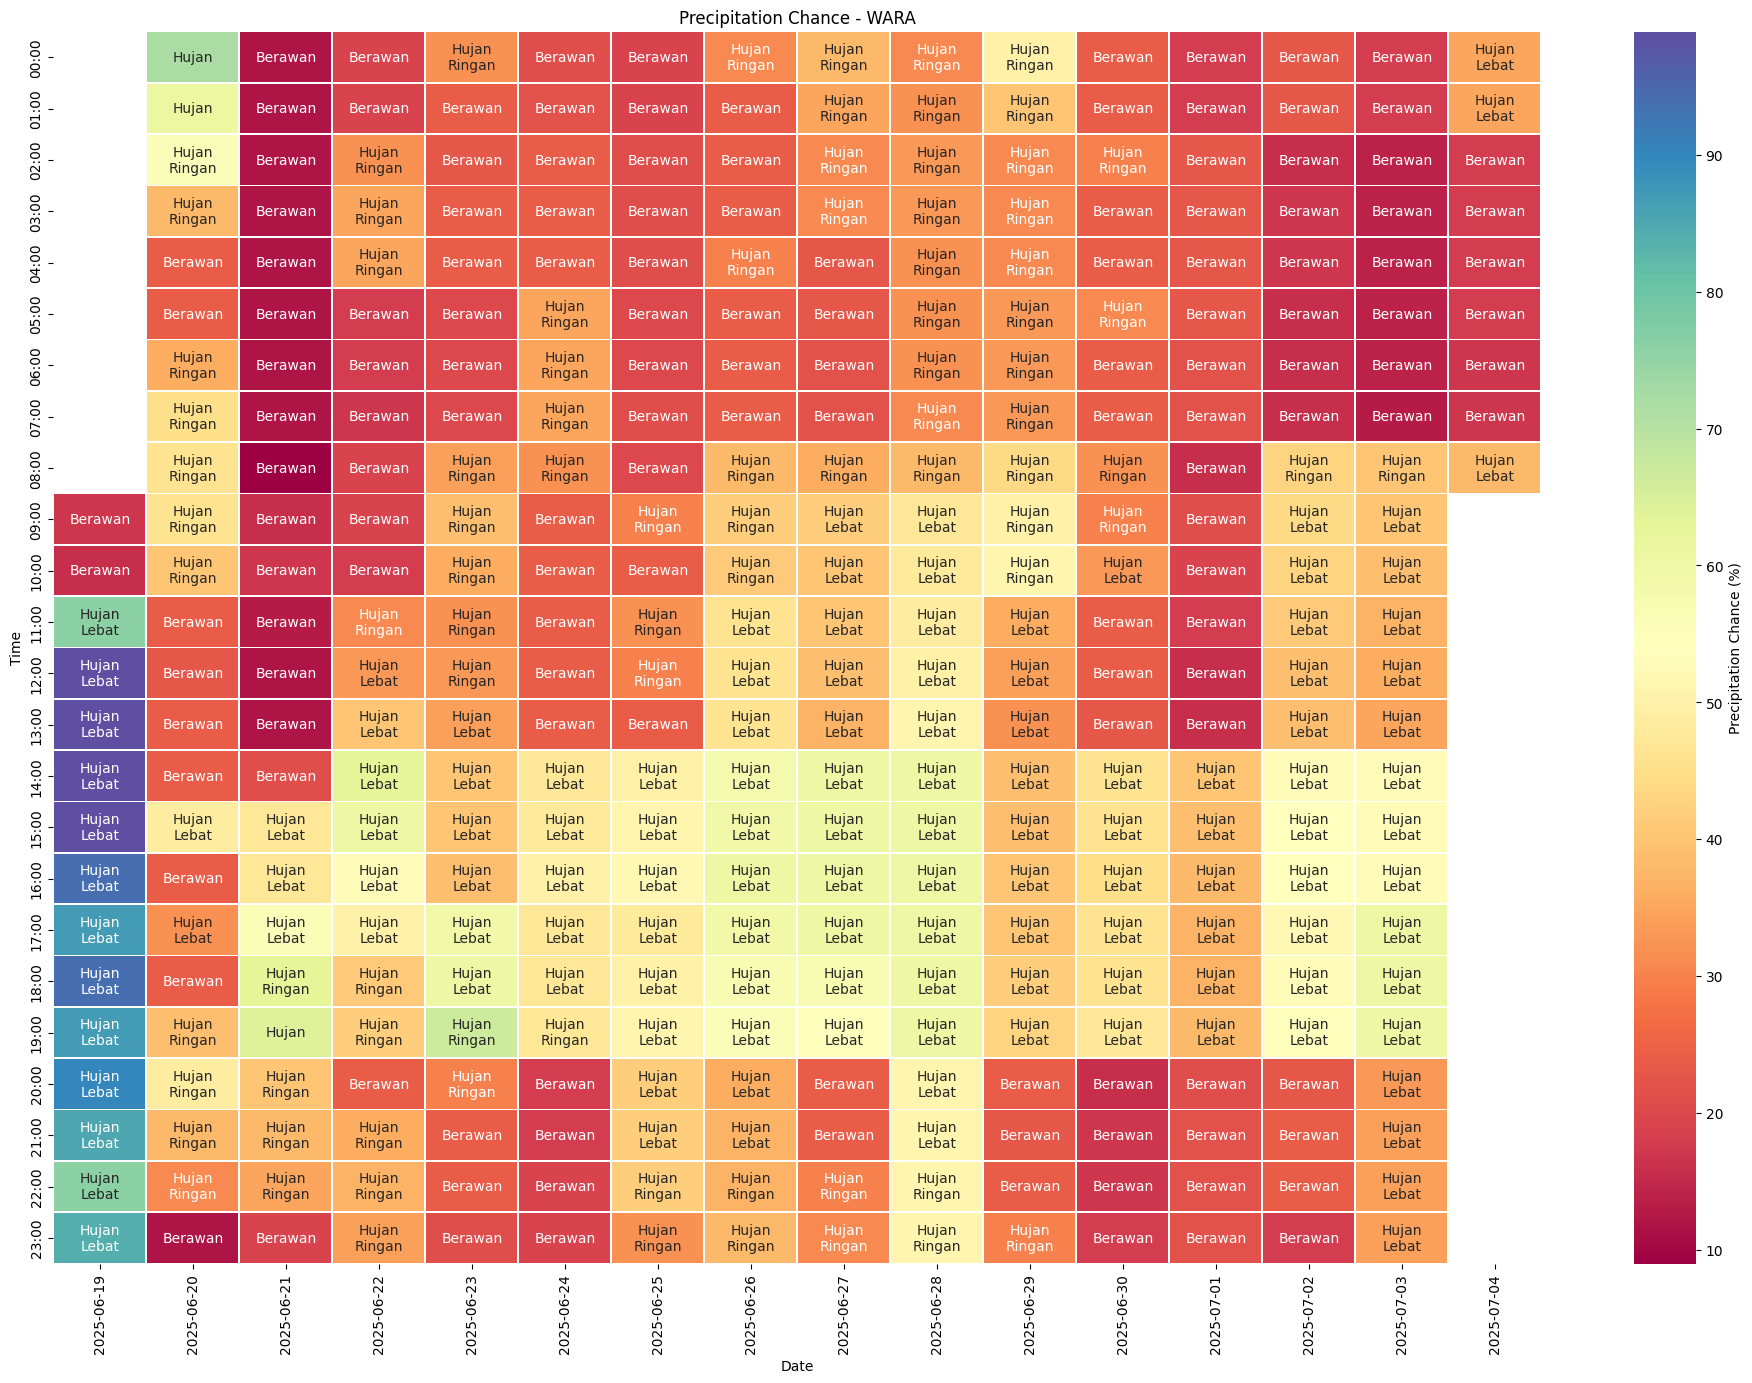 Precipitation Chance - WARA
00:00 Hujan Berawan Berawan Hujan Ringan Berawan Berawan Hujan Ringan Hujan Ringan Hujan Ringan Hujan Ringan Berawan Berawan Berawan Berawan Hujan Lebat
01:00 Hujan Berawan Berawan Berawan Berawan Berawan Berawan Hujan Ringan Hujan Ringan Hujan Ringan Berawan Berawan Berawan Berawan Hujan Lebat
02:00 Hujan Ringan Berawan Hujan Ringan Berawan Berawan Berawan Berawan Hujan Ringan Hujan Ringan Hujan Ringan Hujan Ringan Berawan Berawan Berawan Berawan
03:00 Hujan Ringan Berawan Hujan Ringan Berawan Berawan Berawan Berawan Hujan Ringan Hujan Ringan Hujan Ringan Berawan Berawan Berawan Berawan Berawan
04:00 Berawan Berawan Hujan Ringan Berawan Berawan Berawan Hujan Ringan Berawan Hujan Ringan Hujan Ringan Berawan Berawan Berawan Berawan Berawan
05:00 Berawan Berawan Berawan Berawan Hujan Ringan Berawan Berawan Berawan Hujan Ringan Hujan Ringan Hujan Ringan Berawan Berawan Berawan Berawan
06:00 Hujan Ringan Berawan Berawan Berawan Hujan Ringan Berawan Berawan Berawan Hujan Ringan Hujan Ringan Berawan Berawan Berawan Berawan Berawan
07:00 Hujan Ringan Berawan Berawan Berawan Hujan Ringan Berawan Berawan Berawan Hujan Ringan Hujan Ringan Berawan Berawan Berawan Berawan Berawan
08:00 Hujan Ringan Berawan Berawan Hujan Ringan Hujan Ringan Berawan Hujan Ringan Hujan Ringan Hujan Ringan Hujan Ringan Hujan Ringan Berawan Hujan Ringan Hujan Ringan Hujan Lebat
09:00 Berawan Hujan Ringan Berawan Berawan Hujan Ringan Berawan Hujan Ringan Hujan Ringan Hujan Lebat Hujan Lebat Hujan Ringan Hujan Ringan Berawan Hujan Lebat Hujan Lebat
10:00 Berawan Hujan Ringan Berawan Berawan Hujan Ringan Berawan Berawan Hujan Ringan Hujan Lebat Hujan Lebat Hujan Ringan Hujan Lebat Berawan Hujan Lebat Hujan Lebat
11:00 Hujan Lebat Berawan Berawan Hujan Ringan Hujan Ringan Berawan Hujan Ringan Hujan Lebat Hujan Lebat Hujan Lebat Hujan Lebat Berawan Berawan Hujan Lebat Hujan Lebat
12:00 Hujan Lebat Berawan Berawan Hujan Lebat Hujan Ringan Berawan Hujan Ringan Hujan Lebat Hujan Lebat Hujan Lebat Hujan Lebat Berawan Berawan Hujan Lebat Hujan Lebat
13:00 Hujan Lebat Berawan Berawan Hujan Lebat Hujan Lebat Berawan Berawan Hujan Lebat Hujan Lebat Hujan Lebat Hujan Lebat Berawan Berawan Hujan Lebat Hujan Lebat
14:00 Hujan Lebat Berawan Berawan Hujan Lebat Hujan Lebat Hujan Lebat Hujan Lebat Hujan Lebat Hujan Lebat Hujan Lebat Hujan Lebat Hujan Lebat Hujan Lebat Hujan Lebat Hujan Lebat
15:00 Hujan Lebat Hujan Lebat Hujan Lebat Hujan Lebat Hujan Lebat Hujan Lebat Hujan Lebat Hujan Lebat Hujan Lebat Hujan Lebat Hujan Lebat Hujan Lebat Hujan Lebat Hujan Lebat Hujan Lebat
16:00 Hujan Lebat Berawan Hujan Lebat Hujan Lebat Hujan Lebat Hujan Lebat Hujan Lebat Hujan Lebat Hujan Lebat Hujan Lebat Hujan Lebat Hujan Lebat Hujan Lebat Hujan Lebat Hujan Lebat
17:00 Hujan Lebat Hujan Lebat Hujan Lebat Hujan Lebat Hujan Lebat Hujan Lebat Hujan Lebat Hujan Lebat Hujan Lebat Hujan Lebat Hujan Lebat Hujan Lebat Hujan Lebat Hujan Lebat Hujan Lebat
18:00 Hujan Lebat Berawan Hujan Ringan Hujan Ringan Hujan Lebat Hujan Lebat Hujan Lebat Hujan Lebat Hujan Lebat Hujan Lebat Hujan Lebat Hujan Lebat Hujan Lebat Hujan Lebat Hujan Lebat
19:00 Hujan Lebat Hujan Ringan Hujan Hujan Ringan Hujan Ringan Hujan Ringan Hujan Lebat Hujan Lebat Hujan Lebat Hujan Lebat Hujan Lebat Hujan Lebat Hujan Lebat Hujan Lebat Hujan Lebat
20:00 Hujan Lebat Hujan Ringan Hujan Ringan Berawan Hujan Ringan Berawan Hujan Lebat Hujan Lebat Berawan Hujan Lebat Berawan Berawan Berawan Berawan Hujan Lebat
21:00 Hujan Lebat Hujan Ringan Hujan Ringan Hujan Ringan Berawan Berawan Hujan Lebat Hujan Lebat Berawan Hujan Lebat Berawan Berawan Berawan Berawan Hujan Lebat
22:00 Hujan Lebat Hujan Ringan Hujan Ringan Hujan Ringan Berawan Berawan Hujan Ringan Hujan Ringan Hujan Ringan Hujan Ringan Berawan Berawan Berawan Berawan Hujan Lebat
23:00 Hujan Lebat Berawan Berawan Hujan Ringan Berawan Berawan Hujan Ringan Hujan Ringan Hujan Ringan Hujan Ringan Hujan Ringan Berawan Berawan Berawan Hujan Lebat
2025-06-19 2025-06-20 2025-06-21 2025-06-22 2025-06-23 2025-06-24 2025-06-25 2025-06-26 2025-06-27 2025-06-28 2025-06-29 2025-06-30 2025-07-01 2025-07-02 2025-07-03 2025-07-04
Time
Date
90
80
70
60
50
40
30
20
10
Precipitation Chance (%)